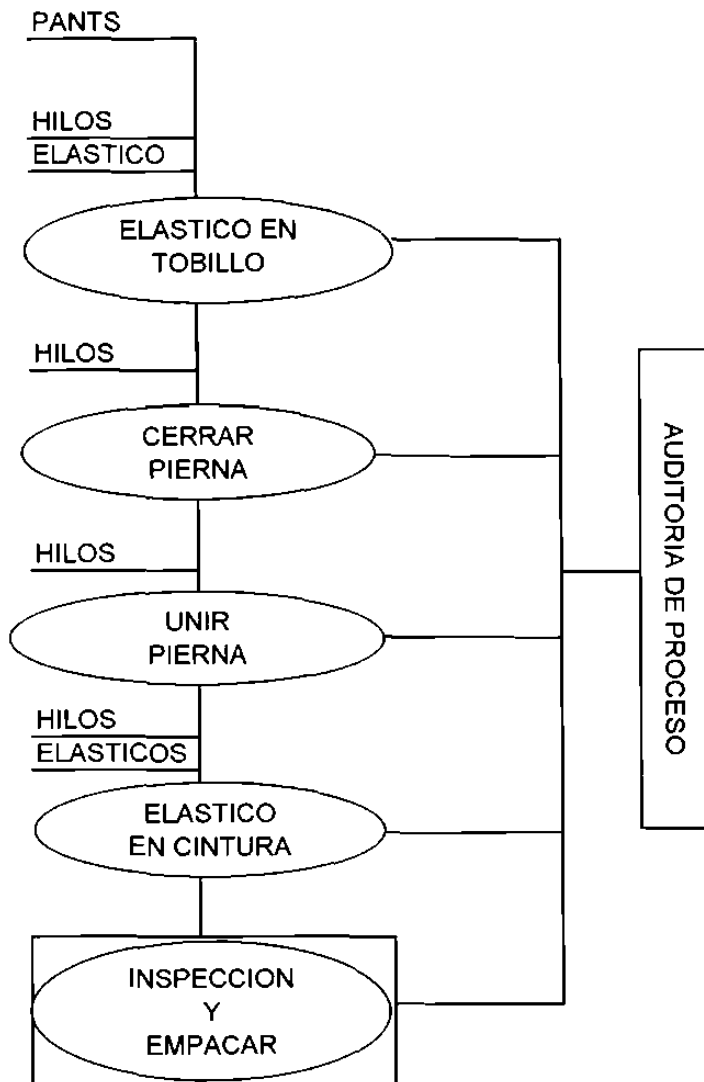 PANTS
HILOS
ELASTICO
ELASTICO EN
TOBILLO
HILOS
CERRAR
PIERNA
HILOS
UNIR
PIERNA
HILOS
ELASTICOS
ELASTICO
EN CINTURA
INSPECCION
Y
EMPACAR
AUDITORIA DE PROCESO